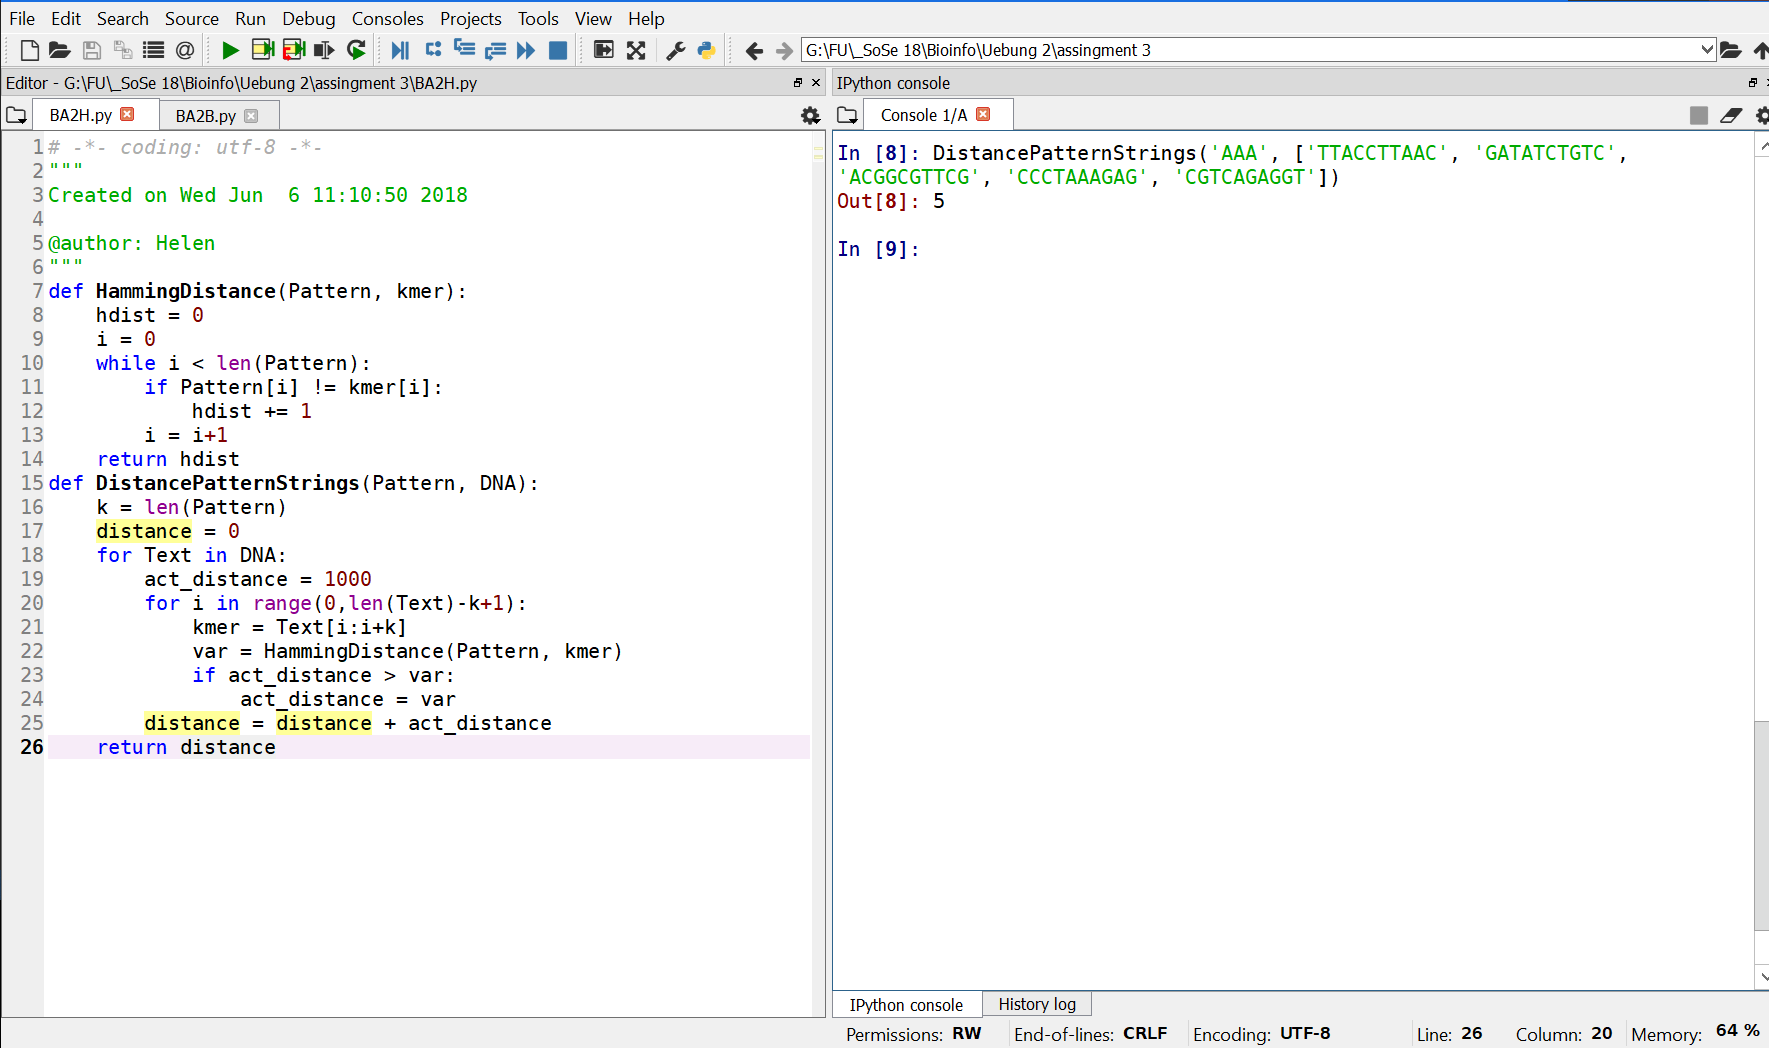 File Edit Search Source Run Debug Consoles Projects Tools View Help
G:\FU\_SoSe 18\Bioinfo\Uebung 2\assingment 3
Editor - G:\FU\_SoSe 18\Bioinfo\Uebung 2\assingment 3\BA2H.py
BA2H.py BA2B.py
1 # -*- coding: utf-8 -*-
2 """
3 Created on Wed Jun  6 11:10:50 2018
4
5 @author: Helen
6 """
7 def HammingDistance(Pattern, kmer):
8     hdist = 0
9     i = 0
10     while i < len(Pattern):
11         if Pattern[i] != kmer[i]:
12             hdist += 1
13         i = i+1
14     return hdist
15 def DistancePatternStrings(Pattern, DNA):
16     k = len(Pattern)
17     distance = 0
18     for Text in DNA:
19         act_distance = 1000
20         for i in range(0,len(Text)-k+1):
21             kmer = Text[i:i+k]
22             var = HammingDistance(Pattern, kmer)
23             if act_distance > var:
24                 act_distance = var
25         distance = distance + act_distance
26     return distance
IPython console
Console 1/A
In [8]: DistancePatternStrings('AAA', ['TTACCTTAAC', 'GATATCTGTC',
'ACGGCGTTCG', 'CCCTAAAGAG', 'CGTCAGAGGT'])
Out[8]: 5
In [9]:
IPython console History log
Permissions: RW End-of-lines: CRLF Encoding: UTF-8 Line: 26 Column: 20 Memory: 64 %